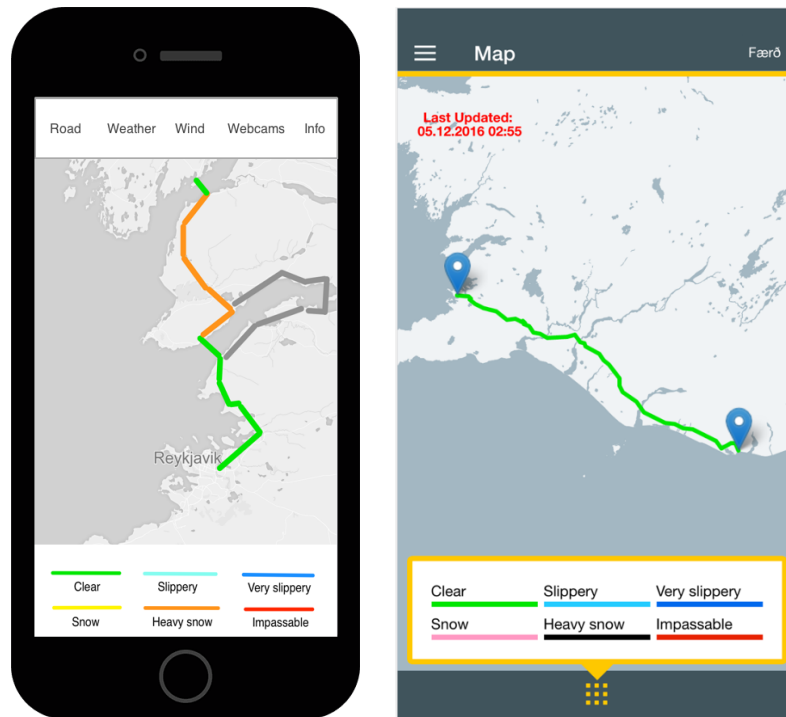 Road Weather Wind Webcams Info
Reykjavik
Clear Slippery Very slippery
Snow Heavy snow Impassable
Map Færð
Last Updated:
05.12.2016 02:55
Clear Slippery Very slippery
Snow Heavy snow Impassable